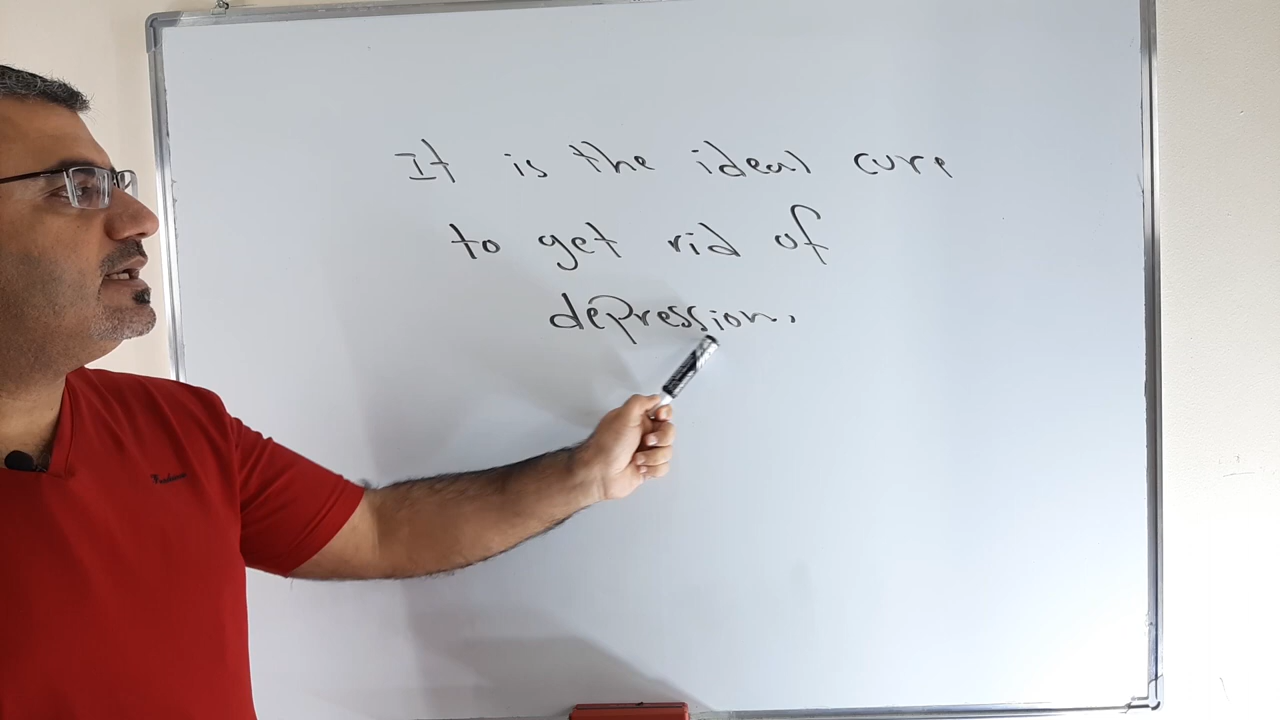 It is the ideal cure
to get rid of
depression.